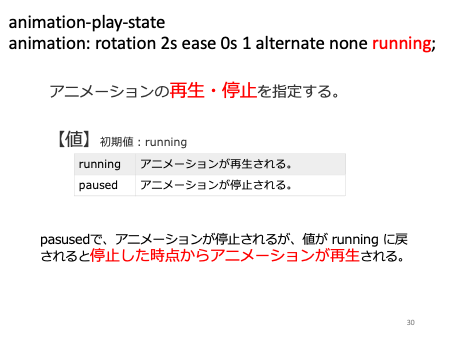 animation-play-state
animation: rotation 2s ease 0s 1 alternate none running;
アニメーションの再生・停止を指定する。
【値】初期値：running
running アニメーションが再生される。
paused アニメーションが停止される。
pasusedで、アニメーションが停止されるが、値が running に戻
されると停止した時点からアニメーションが再生される。
30